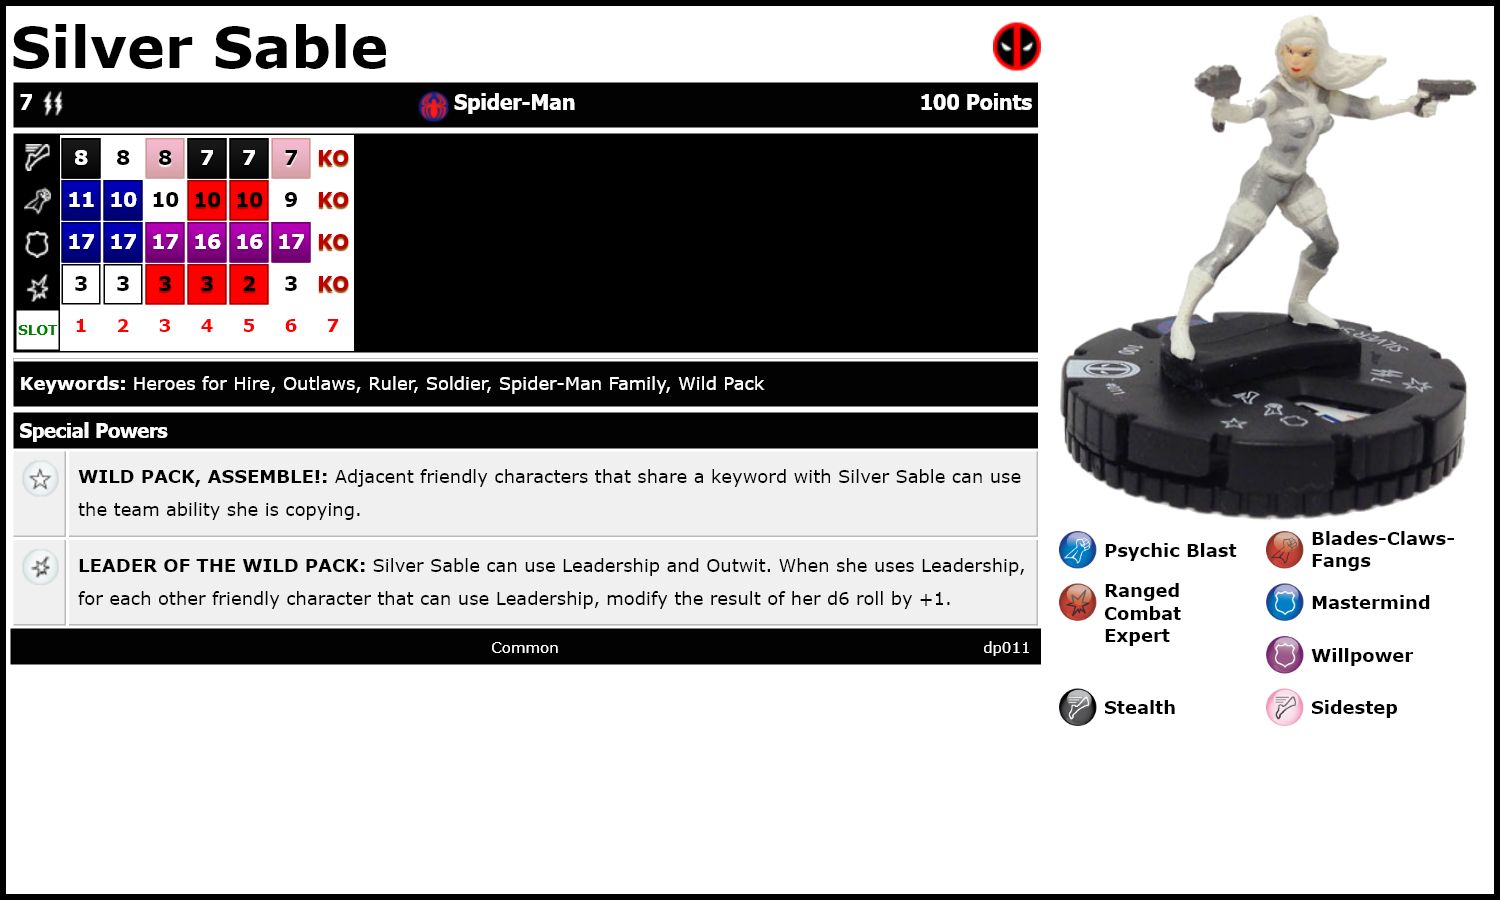 Silver Sable
7 Spider-Man 100 Points
8 8 8 7 7 7 KO
11 10 10 10 10 9 KO
17 17 17 16 16 17 KO
3 3 3 3 2 3 KO
SLOT 1 2 3 4 5 6 7
Keywords: Heroes for Hire, Outlaws, Ruler, Soldier, Spider-Man Family, Wild Pack
Special Powers
WILD PACK, ASSEMBLE!: Adjacent friendly characters that share a keyword with Silver Sable can use
the team ability she is copying.
LEADER OF THE WILD PACK: Silver Sable can use Leadership and Outwit. When she uses Leadership,
for each other friendly character that can use Leadership, modify the result of her d6 roll by +1.
Common dp011
100
#011
SILVER S
7
Psychic Blast
Blades-Claws-
Fangs
Ranged
Combat
Expert
Mastermind
Willpower
Stealth
Sidestep